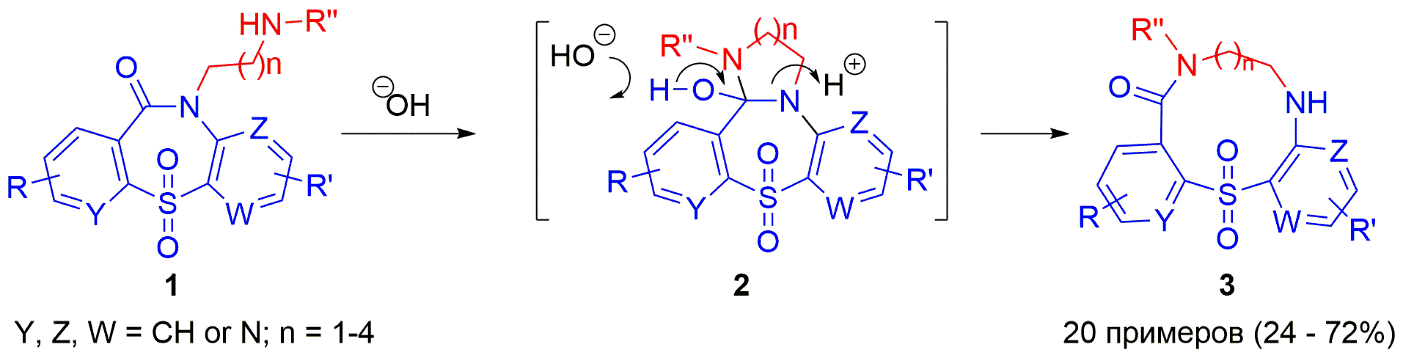 HN–R"
O
( )n
N
Z
O
R
R'
Y
S
W
O
⊖
OH
HO⊖
R"
( )n
N
H–O
N
H⊕
Z
O
R
R'
Y
S
W
O
R"
N
( )n
O
NH
Z
O
R
Y
S
W
R'
O
1
2
3
Y, Z, W = CH or N; n = 1-4
20 примеров (24 - 72%)